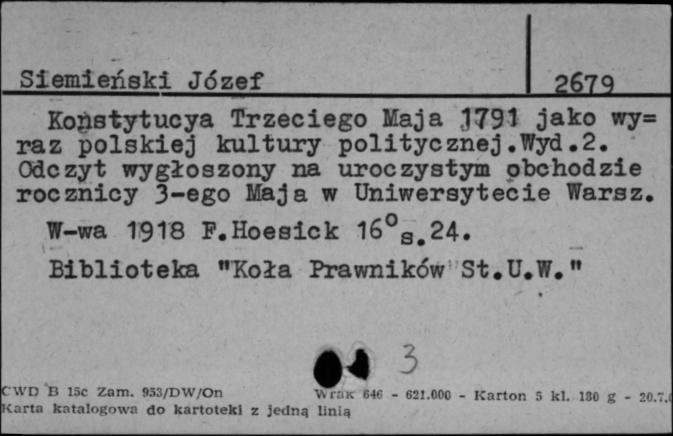 Siemieński Józef
2679
Konstytucya Trzeciego Maja 1791 jako wy=
raz polskiej kultury politycznej.Wyd.2.
Odczyt wygłoszony na uroczystym obchodzie
rocznicy 3-ego Maja w Uniwersytecie Warsz.
W-wa 1918 F.Hoesick 16° s.24.
Biblioteka "Koła Prawników St.U.W."
3
CWD B 15c Zam. 953/DW/On Wrak 646 - 621.000 - Karton 5 kl. 180 g - 20.7.
Karta katalogowa do kartoteki z jedną linią